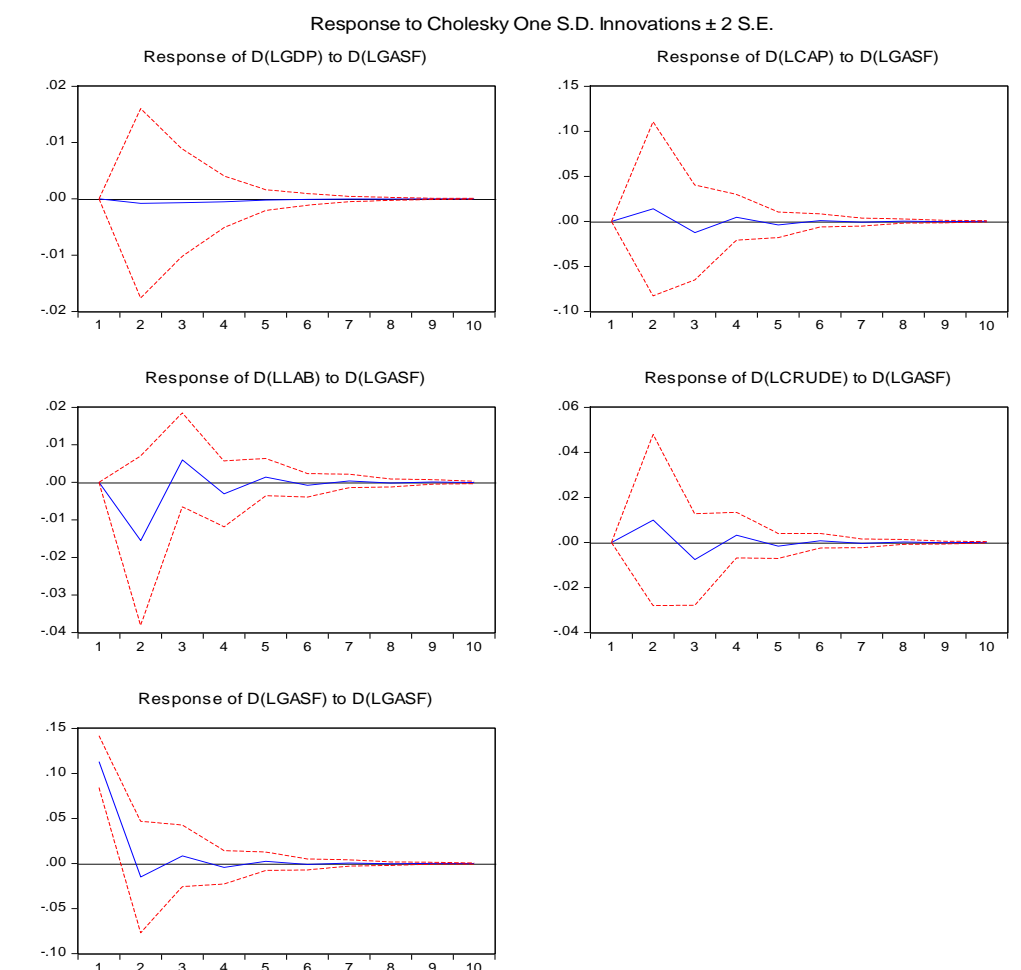 Response to Cholesky One S.D. Innovations ± 2 S.E.
Response of D(LGDP) to D(LGASF)
.02
.01
.00
-.01
-.02
1 2 3 4 5 6 7 8 9 10
Response of D(LCAP) to D(LGASF)
.15
.10
.05
.00
-.05
-.10
1 2 3 4 5 6 7 8 9 10
Response of D(LLAB) to D(LGASF)
.02
.01
.00
-.01
-.02
-.03
-.04
1 2 3 4 5 6 7 8 9 10
Response of D(LCRUDE) to D(LGASF)
.06
.04
.02
.00
-.02
-.04
1 2 3 4 5 6 7 8 9 10
Response of D(LGASF) to D(LGASF)
.15
.10
.05
.00
-.05
-.10
1 2 3 4 5 6 7 8 9 10